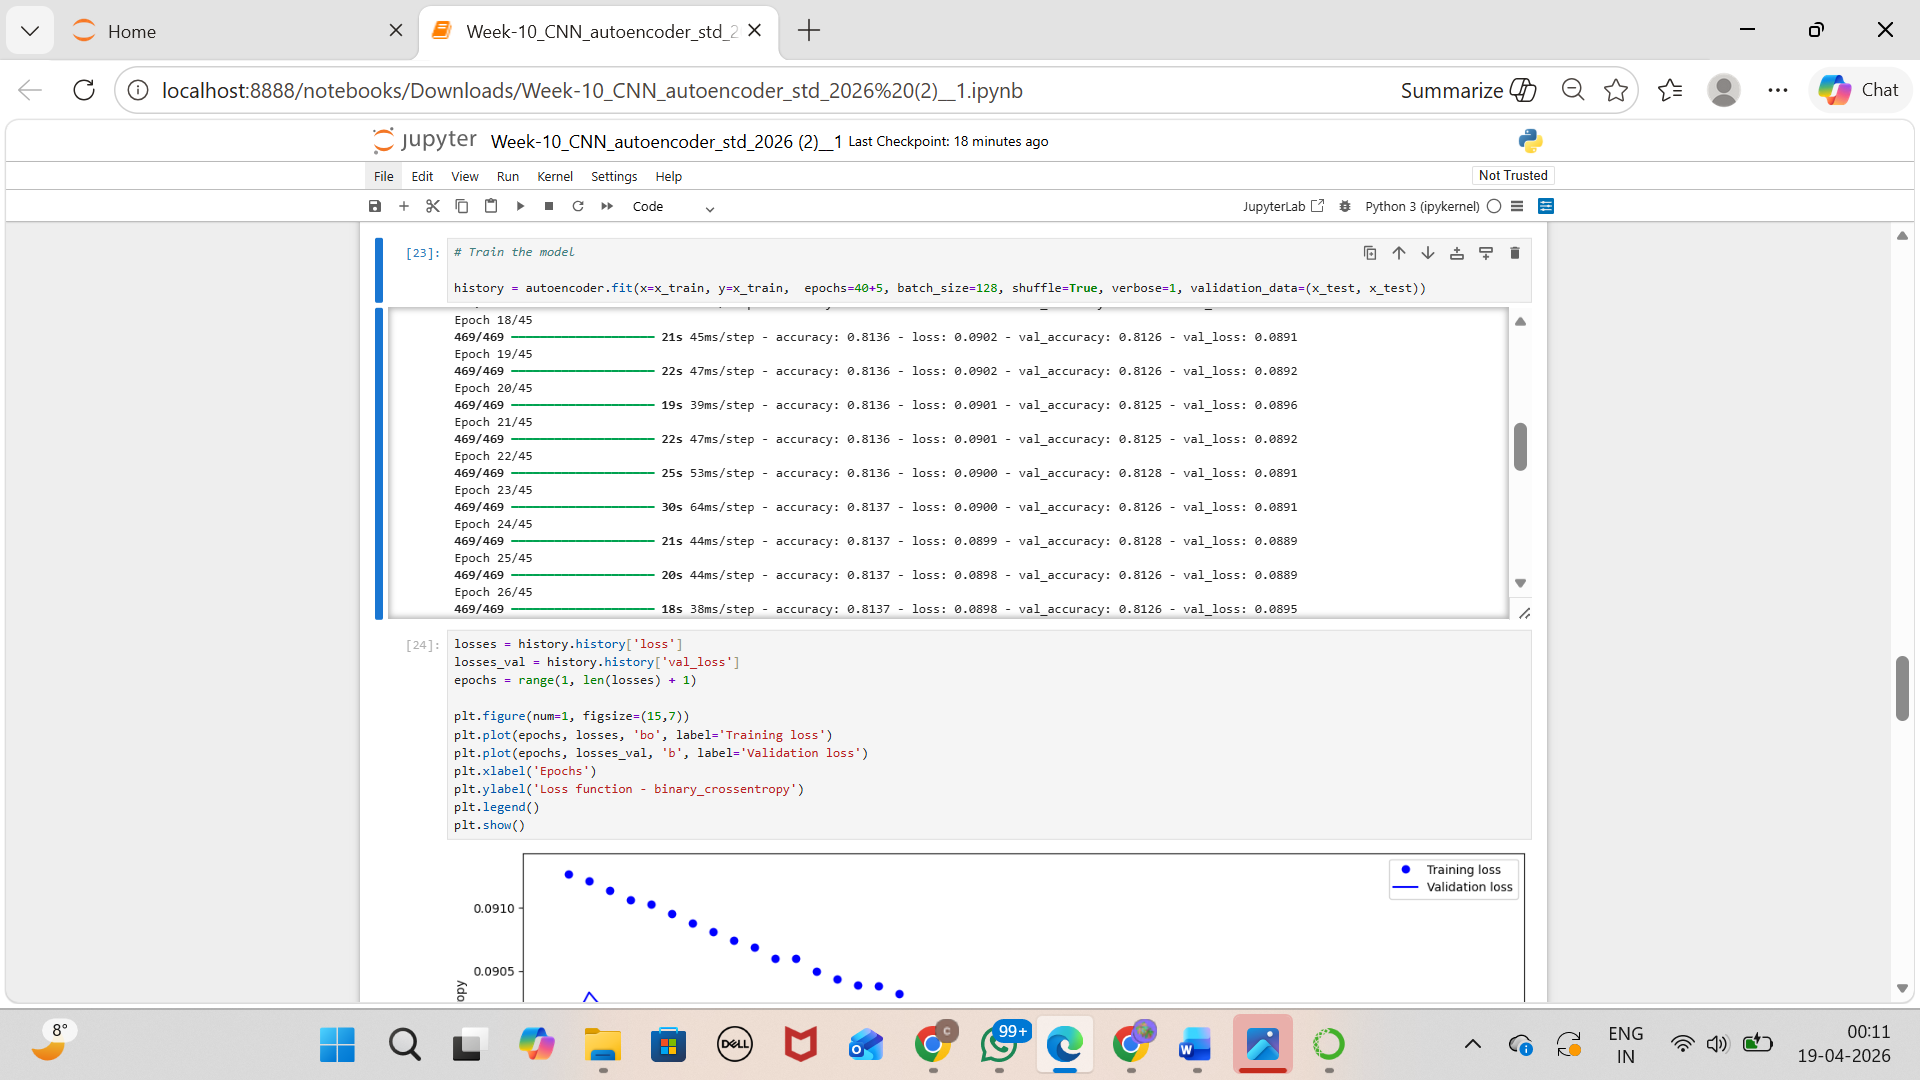 Home
Week-10_CNN_autoencoder_std_2
localhost:8888/notebooks/Downloads/Week-10_CNN_autoencoder_std_2026%20(2)__1.ipynb
Summarize
Chat
jupyter Week-10_CNN_autoencoder_std_2026 (2)__1 Last Checkpoint: 18 minutes ago
File Edit View Run Kernel Settings Help
Not Trusted
Code
JupyterLab
Python 3 (ipykernel)
[23]: # Train the model
history = autoencoder.fit(x=x_train, y=x_train,  epochs=40+5, batch_size=128, shuffle=True, verbose=1, validation_data=(x_test, x_test))
Epoch 18/45
469/469 21s 45ms/step - accuracy: 0.8136 - loss: 0.0902 - val_accuracy: 0.8126 - val_loss: 0.0891
Epoch 19/45
469/469 22s 47ms/step - accuracy: 0.8136 - loss: 0.0902 - val_accuracy: 0.8126 - val_loss: 0.0892
Epoch 20/45
469/469 19s 39ms/step - accuracy: 0.8136 - loss: 0.0901 - val_accuracy: 0.8125 - val_loss: 0.0896
Epoch 21/45
469/469 22s 47ms/step - accuracy: 0.8136 - loss: 0.0901 - val_accuracy: 0.8125 - val_loss: 0.0892
Epoch 22/45
469/469 25s 53ms/step - accuracy: 0.8136 - loss: 0.0900 - val_accuracy: 0.8128 - val_loss: 0.0891
Epoch 23/45
469/469 30s 64ms/step - accuracy: 0.8137 - loss: 0.0900 - val_accuracy: 0.8126 - val_loss: 0.0891
Epoch 24/45
469/469 21s 44ms/step - accuracy: 0.8137 - loss: 0.0899 - val_accuracy: 0.8128 - val_loss: 0.0889
Epoch 25/45
469/469 20s 44ms/step - accuracy: 0.8137 - loss: 0.0898 - val_accuracy: 0.8126 - val_loss: 0.0889
Epoch 26/45
469/469 18s 38ms/step - accuracy: 0.8137 - loss: 0.0898 - val_accuracy: 0.8126 - val_loss: 0.0895
[24]: losses = history.history['loss']
losses_val = history.history['val_loss']
epochs = range(1, len(losses) + 1)
plt.figure(num=1, figsize=(15,7))
plt.plot(epochs, losses, 'bo', label='Training loss')
plt.plot(epochs, losses_val, 'b', label='Validation loss')
plt.xlabel('Epochs')
plt.ylabel('Loss function - binary_crossentropy')
plt.legend()
plt.show()
Training loss
Validation loss
0.0910
0.0905
opy
8°
DELL
99+
ENG
IN
00:11
19-04-2026